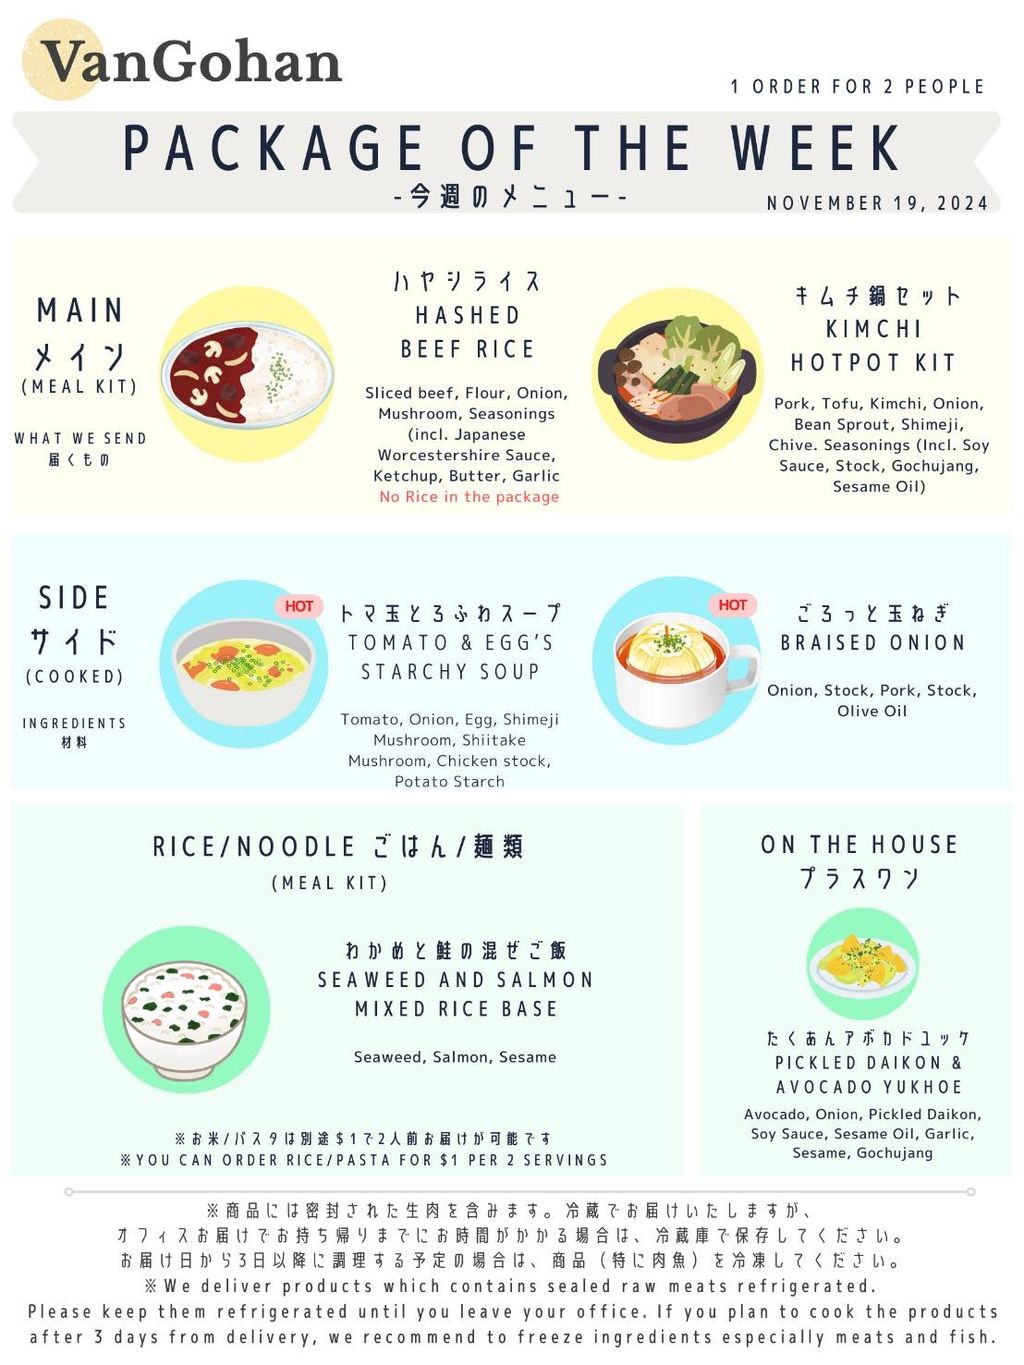 VanGohan
1 ORDER FOR 2 PEOPLE
PACKAGE OF THE WEEK
-今週のメニュー-
NOVEMBER 19, 2024
MAIN
メイン
(MEAL KIT)
WHAT WE SEND
届くもの
ハヤシライス
HASHED
BEEF RICE
Sliced beef, Flour, Onion,
Mushroom, Seasonings
(incl. Japanese
Worcestershire Sauce,
Ketchup, Butter, Garlic
No Rice in the package
キムチ鍋セット
KIMCHI
HOTPOT KIT
Pork, Tofu, Kimchi, Onion,
Bean Sprout, Shimeji,
Chive. Seasonings (Incl. Soy
Sauce, Stock, Gochujang,
Sesame Oil)
SIDE
サイド
(COOKED)
INGREDIENTS
材料
HOT
トマ玉とろふわスープ
TOMATO & EGG'S
STARCHY SOUP
Tomato, Onion, Egg, Shimeji
Mushroom, Shiitake
Mushroom, Chicken stock,
Potato Starch
HOT
ごろっと玉ねぎ
BRAISED ONION
Onion, Stock, Pork, Stock,
Olive Oil
RICE/NOODLE ごはん/麺類
(MEAL KIT)
わかめと鮭の混ぜご飯
SEAWEED AND SALMON
MIXED RICE BASE
Seaweed, Salmon, Sesame
※お米/パスタは別途$1で2人前お届けが可能です
※YOU CAN ORDER RICE/PASTA FOR $1 PER 2 SERVINGS
ON THE HOUSE
プラスワン
たくあんアボカドユッケ
PICKLED DAIKON &
AVOCADO YUKHOE
Avocado, Onion, Pickled Daikon,
Soy Sauce, Sesame Oil, Garlic,
Sesame, Gochujang
※商品には密封された生肉を含みます。冷蔵でお届けいたしますが、
オフィスお届けでお持ち帰りまでにお時間がかかる場合は、冷蔵庫で保存してください。
お届け日から3日以降に調理する予定の場合は、商品（特に肉魚）を冷凍してください。
※We deliver products which contains sealed raw meats refrigerated.
Please keep them refrigerated until you leave your office. If you plan to cook the products
after 3 days from delivery, we recommend to freeze ingredients especially meats and fish.